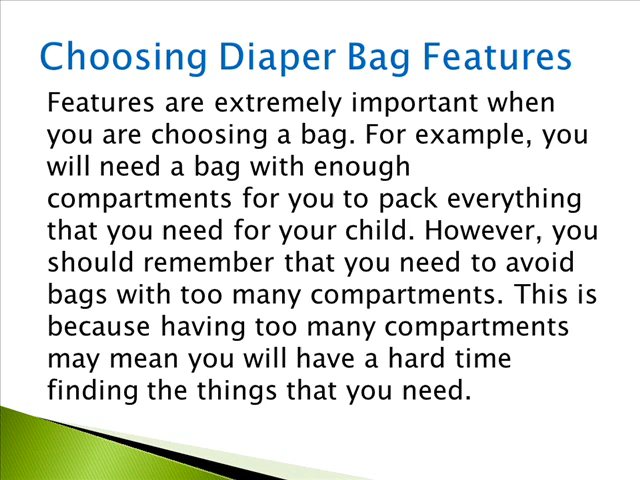 Choosing Diaper Bag Features
Features are extremely important when
you are choosing a bag. For example, you
will need a bag with enough
compartments for you to pack everything
that you need for your child. However, you
should remember that you need to avoid
bags with too many compartments. This is
because having too many compartments
may mean you will have a hard time
finding the things that you need.